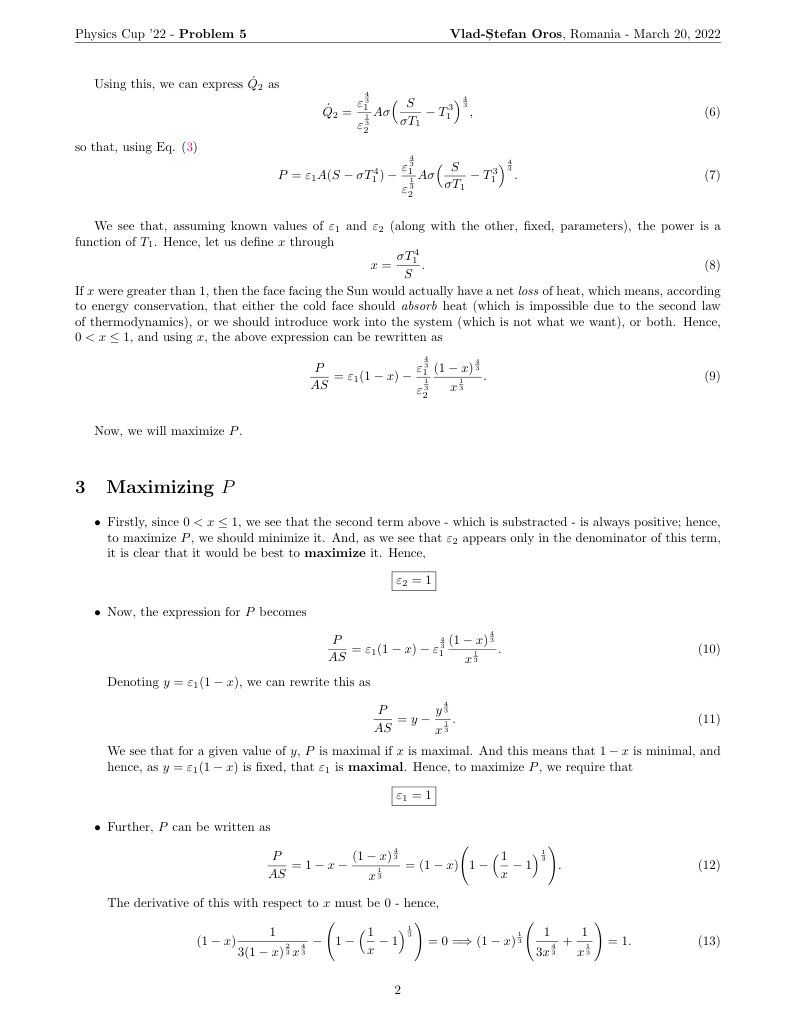 Physics Cup '22 - Problem 5 Vlad-Ștefan Oros, Romania - March 20, 2022
Using this, we can express Q̇₂ as
Q̇₂ = (ε₁^{4/3} / ε₂^{1/3}) Aσ (S/(σT₁) − T₁³)^{4/3}, (6)
so that, using Eq. (3)
P = ε₁A(S − σT₁⁴) − (ε₁^{4/3} / ε₂^{1/3}) Aσ (S/(σT₁) − T₁³)^{4/3}. (7)
We see that, assuming known values of ε₁ and ε₂ (along with the other, fixed, parameters), the power is a
function of T₁. Hence, let us define x through
x = σT₁⁴ / S. (8)
If x were greater than 1, then the face facing the Sun would actually have a net loss of heat, which means, according
to energy conservation, that either the cold face should absorb heat (which is impossible due to the second law
of thermodynamics), or we should introduce work into the system (which is not what we want), or both. Hence,
0 < x ≤ 1, and using x, the above expression can be rewritten as
P/(AS) = ε₁(1 − x) − (ε₁^{4/3} / ε₂^{1/3}) (1 − x)^{4/3} / x^{1/3}. (9)
Now, we will maximize P.
3 Maximizing P
• Firstly, since 0 < x ≤ 1, we see that the second term above - which is substracted - is always positive; hence,
to maximize P, we should minimize it. And, as we see that ε₂ appears only in the denominator of this term,
it is clear that it would be best to maximize it. Hence,
ε₂ = 1
• Now, the expression for P becomes
P/(AS) = ε₁(1 − x) − ε₁^{4/3} (1 − x)^{4/3} / x^{1/3}. (10)
Denoting y = ε₁(1 − x), we can rewrite this as
P/(AS) = y − y^{4/3} / x^{1/3}. (11)
We see that for a given value of y, P is maximal if x is maximal. And this means that 1 − x is minimal, and
hence, as y = ε₁(1 − x) is fixed, that ε₁ is maximal. Hence, to maximize P, we require that
ε₁ = 1
• Further, P can be written as
P/(AS) = 1 − x − (1 − x)^{4/3} / x^{1/3} = (1 − x)(1 − (1/x − 1)^{1/3}). (12)
The derivative of this with respect to x must be 0 - hence,
(1 − x) 1/(3(1 − x)^{2/3} x^{4/3}) − (1 − (1/x − 1)^{1/3}) = 0 ⟹ (1 − x)^{1/3} (1/(3x^{4/3}) + 1/x^{1/3}) = 1. (13)
2